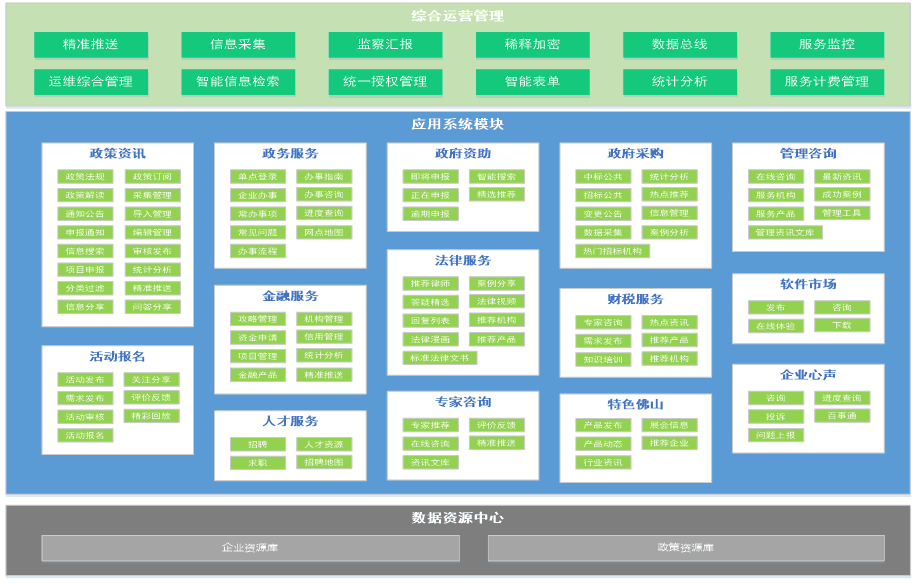 综合运营管理
精准推送 信息采集 监察汇报 稀释加密 数据总线 服务监控
运维综合管理 智能信息检索 统一授权管理 智能表单 统计分析 服务计费管理
应用系统模块
政策资讯
政策法规 政策订阅
政策解读 采集管理
通知公告 导入管理
申报通知 编辑管理
信息搜索 审核发布
项目申报 统计分析
分类过滤 精准推送
信息分享 问答分享
活动报名
活动发布 关注分享
需求发布 评价反馈
活动审核 精彩回放
活动报名
政务服务
单点登录 办事指南
企业办事 办事咨询
常办事项 进度查询
常见问题 网点地图
办事流程
金融服务
攻略管理 机构管理
资金申请 信用管理
项目管理 统计分析
金融产品 精准推送
人才服务
招聘 人才资源
求职 招聘地图
政府资助
即将申报 智能搜索
正在申报 精选推荐
逾期申报
法律服务
推荐律师 案例分享
答疑精选 法律视频
回复列表 推荐机构
法律漫画 推荐产品
标准法律文书
专家咨询
专家推荐 评价反馈
在线咨询 精准推送
资讯文库
政府采购
中标公共 统计分析
招标公共 热点推荐
变更公告 信息管理
数据采集 案例分析
热门招标机构
财税服务
专家咨询 热点资讯
需求发布 推荐产品
知识培训 推荐机构
特色佛山
产品发布 展会信息
产品动态 推荐企业
行业资讯
管理咨询
在线咨询 最新资讯
服务机构 成功案例
服务产品 管理工具
管理资讯文库
软件市场
发布 咨询
在线体验 下载
企业心声
咨询 进度查询
投诉 百事通
问题上报
数据资源中心
企业资源库 政策资源库